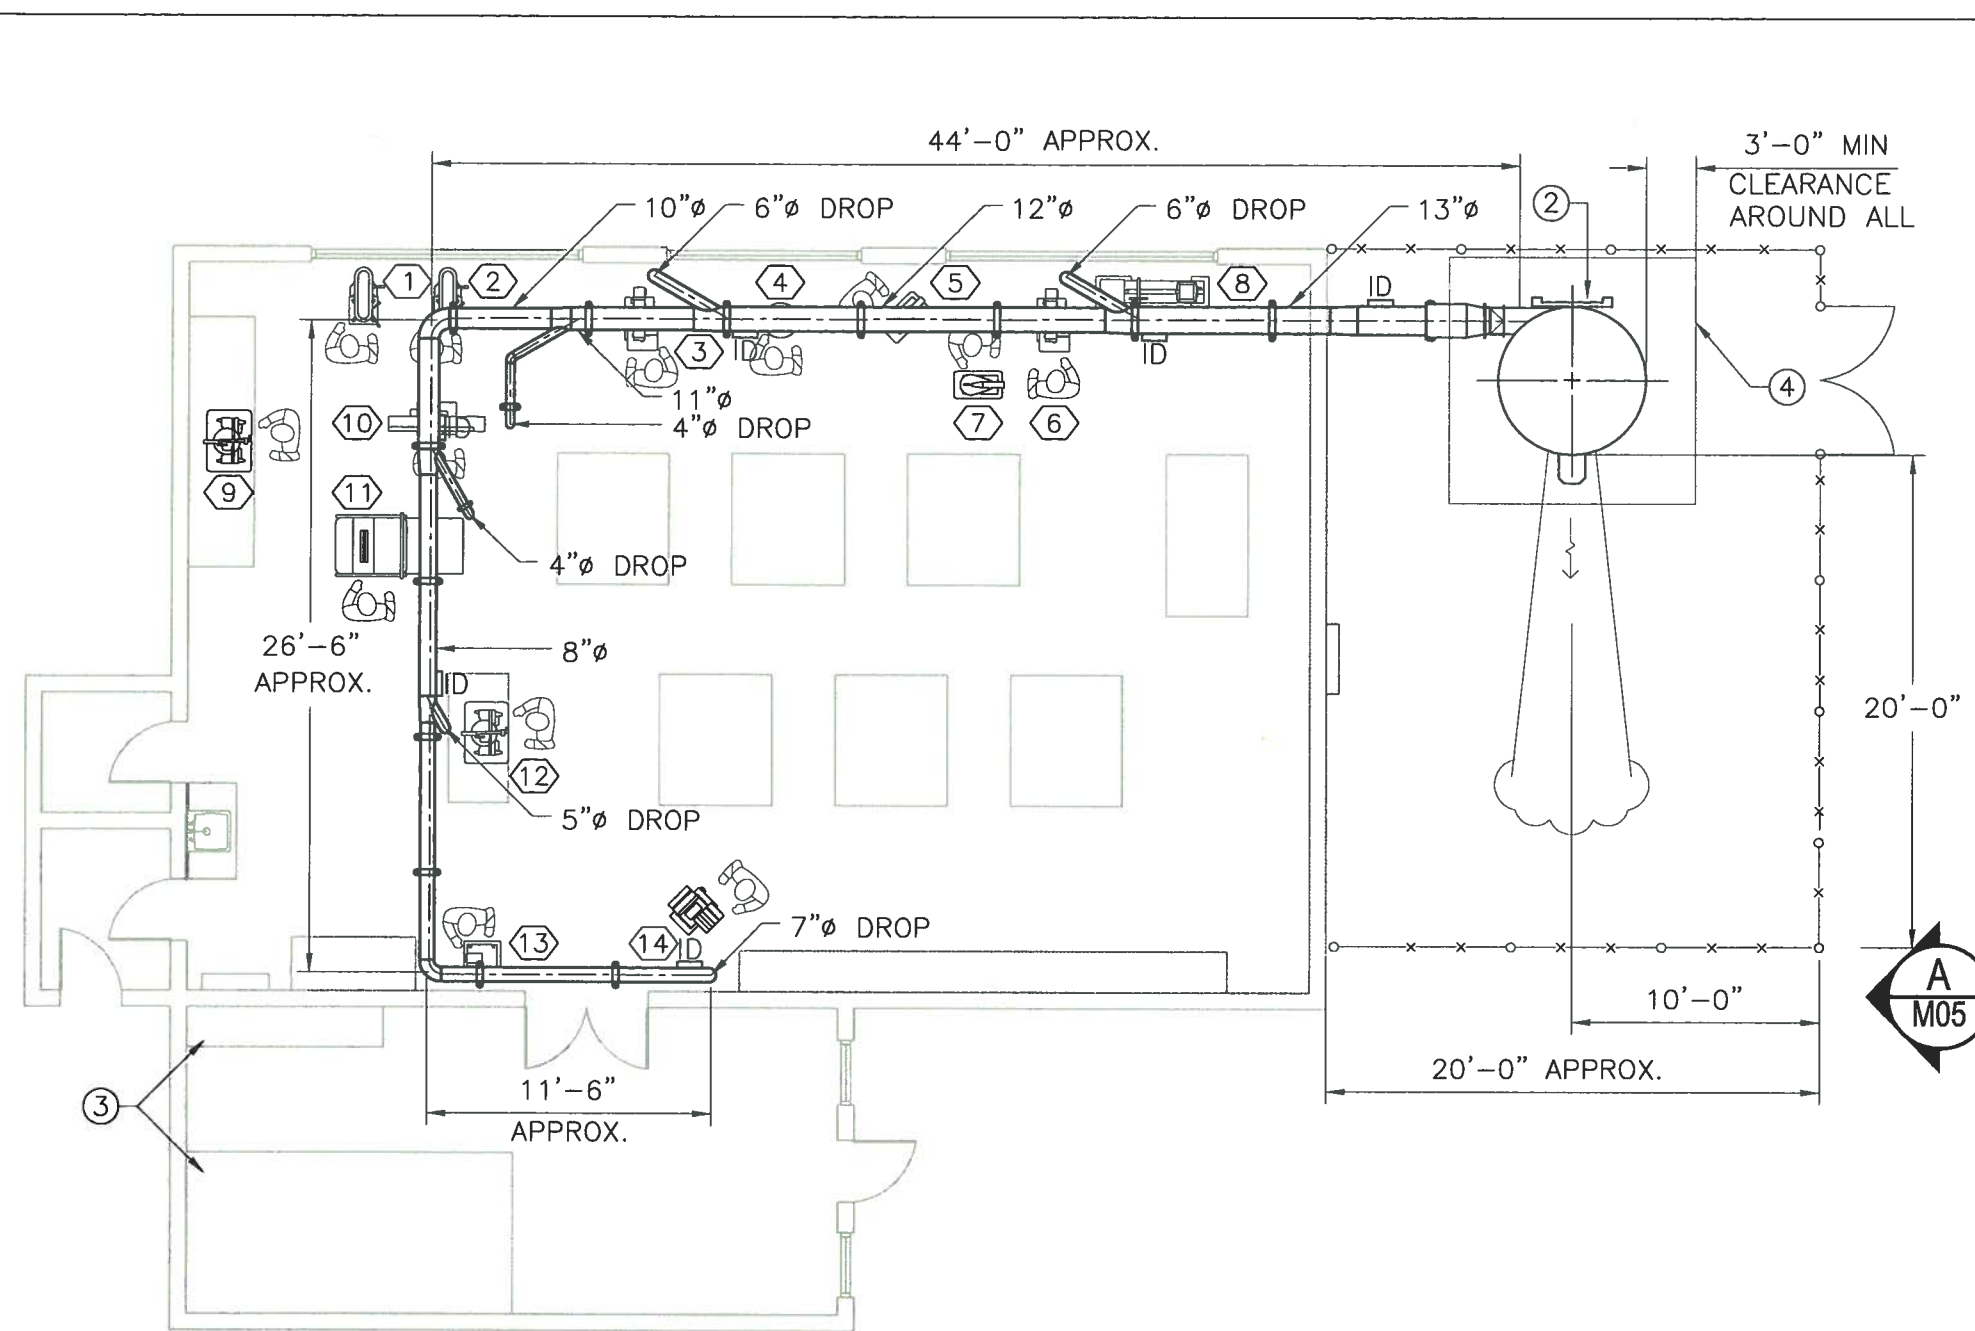 44'-0" APPROX.
3'-0" MIN
CLEARANCE
AROUND ALL
10"ø
6"ø DROP
12"ø
6"ø DROP
13"ø
2
1
2
4
5
8
ID
3
ID
ID
11"ø
4"ø DROP
7
6
4
10
9
11
4"ø DROP
26'-6"
APPROX.
8"ø
ID
20'-0"
12
5"ø DROP
13
14
ID
7"ø DROP
A
M05
10'-0"
20'-0" APPROX.
3
11'-6"
APPROX.